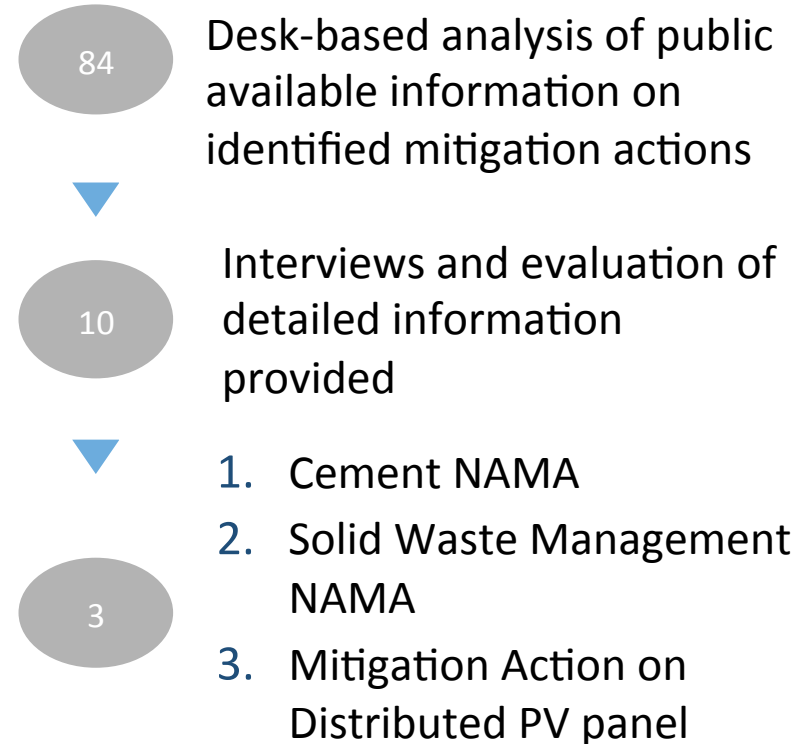 84
Desk-based analysis of public
available information on
identified mitigation actions
10
Interviews and evaluation of
detailed information
provided
3
1. Cement NAMA
2. Solid Waste Management
NAMA
3. Mitigation Action on
Distributed PV panel